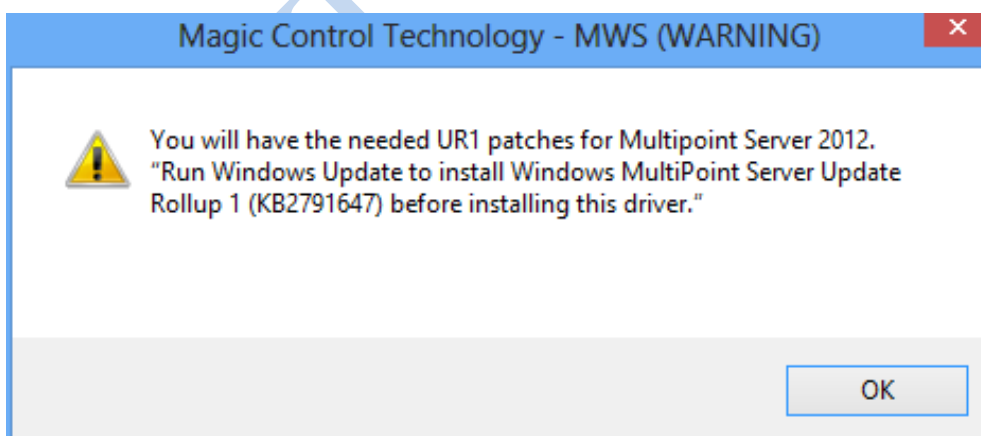 Magic Control Technology - MWS (WARNING)
You will have the needed UR1 patches for Multipoint Server 2012.
“Run Windows Update to install Windows MultiPoint Server Update
Rollup 1 (KB2791647) before installing this driver.“
OK